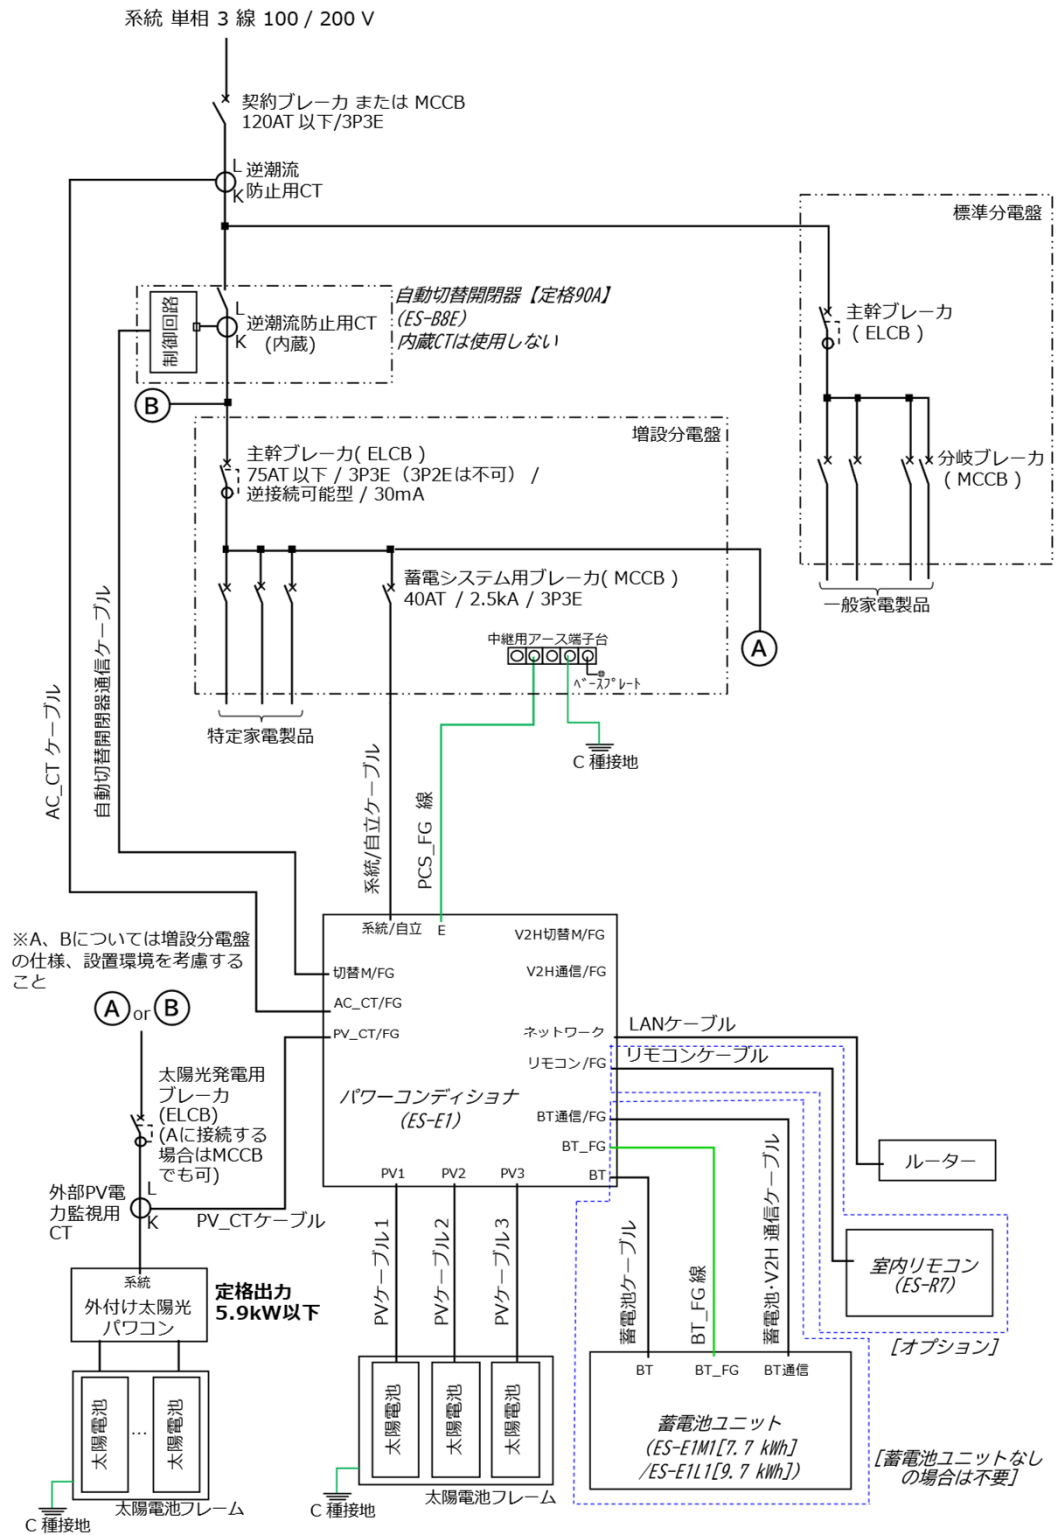 系統 単相 3 線 100 / 200 V
契約ブレーカ または MCCB
120AT 以下/3P3E
L
逆潮流
防止用CT
K
標準分電盤
自動切替開閉器【定格90A】
(ES-B8E)
内蔵CTは使用しない
制御回路
L
逆潮流防止用CT
K
(内蔵)
主幹ブレーカ
( ELCB )
B
増設分電盤
主幹ブレーカ( ELCB )
75AT 以下 / 3P3E（3P2Eは不可）/
逆接続可能型 / 30mA
分岐ブレーカ
( MCCB )
蓄電システム用ブレーカ( MCCB )
40AT / 2.5kA / 3P3E
一般家電製品
中継用アース端子台
A
ﾍﾞｰｽﾌﾟﾚｰﾄ
特定家電製品
C 種接地
AC_CT ケーブル
自動切替開閉器通信ケーブル
系統/自立ケーブル
PCS_FG 線
系統/自立
E
V2H切替M/FG
※A、Bについては増設分電盤
の仕様、設置環境を考慮する
こと
切替M/FG
V2H通信/FG
AC_CT/FG
A or B
PV_CT/FG
ネットワーク
LANケーブル
リモコン/FG
リモコンケーブル
太陽光発電用
ブレーカ
(ELCB)
(Aに接続する
場合はMCCB
でも可)
パワーコンディショナ
(ES-E1)
BT通信/FG
BT_FG
BT
PV1
PV2
PV3
ルーター
外部PV電
力監視用
CT
L
K
PV_CTケーブル
PVケーブル1
PVケーブル2
PVケーブル3
蓄電池ケーブル
BT_FG 線
蓄電池・V2H 通信ケーブル
室内リモコン
(ES-R7)
系統
外付け太陽光
パワコン
定格出力
5.9kW以下
[オプション]
BT
BT_FG
BT通信
太陽電池
…
太陽電池
太陽電池
太陽電池
太陽電池
蓄電池ユニット
(ES-E1M1[7.7 kWh]
/ES-E1L1[9.7 kWh])
[蓄電池ユニットなし
の場合は不要]
太陽電池フレーム
C 種接地
太陽電池フレーム
C 種接地